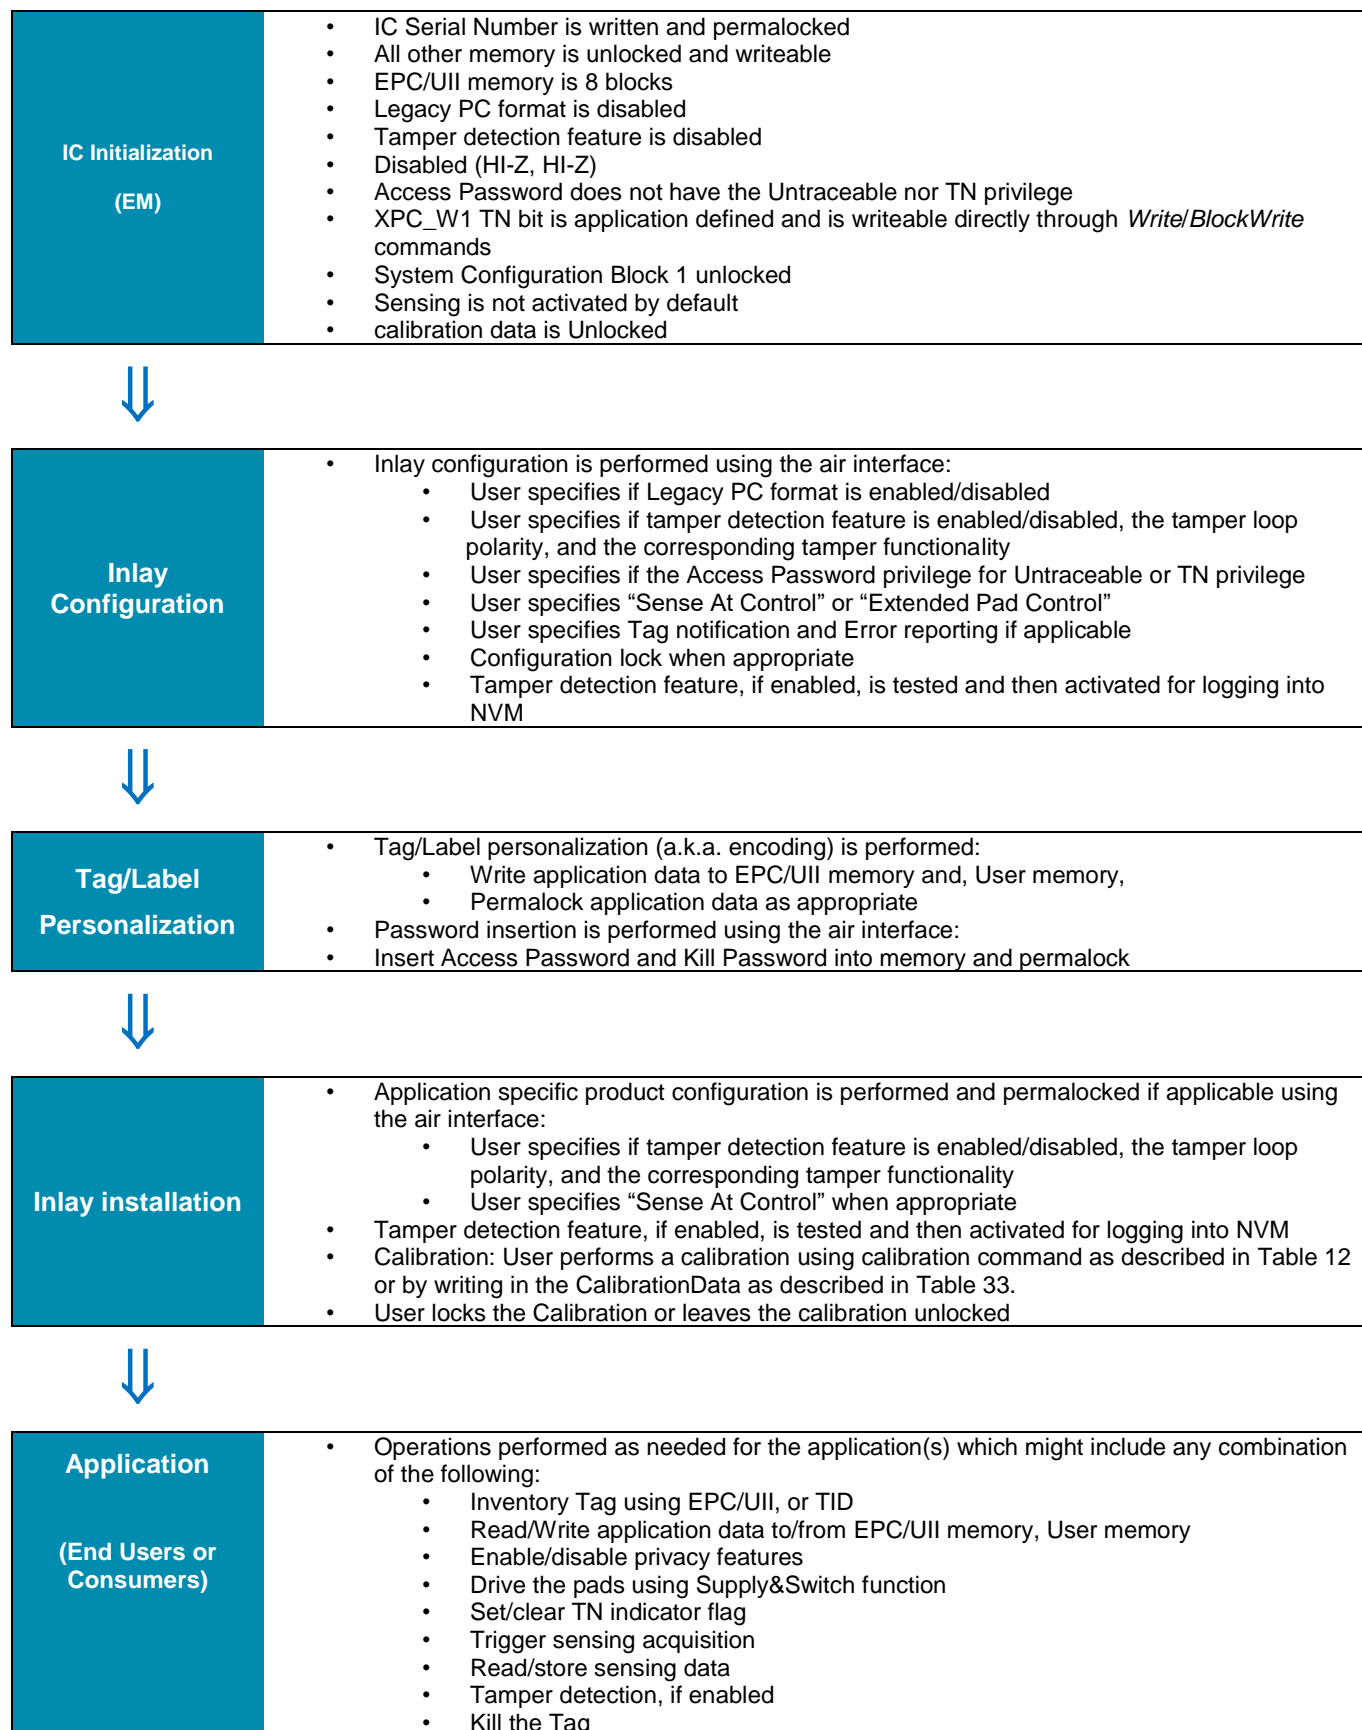 IC Initialization
(EM)
• IC Serial Number is written and permalocked
• All other memory is unlocked and writeable
• EPC/UII memory is 8 blocks
• Legacy PC format is disabled
• Tamper detection feature is disabled
• Disabled (HI-Z, HI-Z)
• Access Password does not have the Untraceable nor TN privilege
• XPC_W1 TN bit is application defined and is writeable directly through Write/BlockWrite
commands
• System Configuration Block 1 unlocked
• Sensing is not activated by default
• calibration data is Unlocked
⇓
Inlay
Configuration
• Inlay configuration is performed using the air interface:
• User specifies if Legacy PC format is enabled/disabled
• User specifies if tamper detection feature is enabled/disabled, the tamper loop
polarity, and the corresponding tamper functionality
• User specifies if the Access Password privilege for Untraceable or TN privilege
• User specifies “Sense At Control” or “Extended Pad Control”
• User specifies Tag notification and Error reporting if applicable
• Configuration lock when appropriate
• Tamper detection feature, if enabled, is tested and then activated for logging into
NVM
⇓
Tag/Label
Personalization
• Tag/Label personalization (a.k.a. encoding) is performed:
• Write application data to EPC/UII memory and, User memory,
• Permalock application data as appropriate
• Password insertion is performed using the air interface:
• Insert Access Password and Kill Password into memory and permalock
⇓
Inlay installation
• Application specific product configuration is performed and permalocked if applicable using
the air interface:
• User specifies if tamper detection feature is enabled/disabled, the tamper loop
polarity, and the corresponding tamper functionality
• User specifies “Sense At Control” when appropriate
• Tamper detection feature, if enabled, is tested and then activated for logging into NVM
• Calibration: User performs a calibration using calibration command as described in Table 12
or by writing in the CalibrationData as described in Table 33.
• User locks the Calibration or leaves the calibration unlocked
⇓
Application
(End Users or
Consumers)
• Operations performed as needed for the application(s) which might include any combination
of the following:
• Inventory Tag using EPC/UII, or TID
• Read/Write application data to/from EPC/UII memory, User memory
• Enable/disable privacy features
• Drive the pads using Supply&Switch function
• Set/clear TN indicator flag
• Trigger sensing acquisition
• Read/store sensing data
• Tamper detection, if enabled
• Kill the Tag